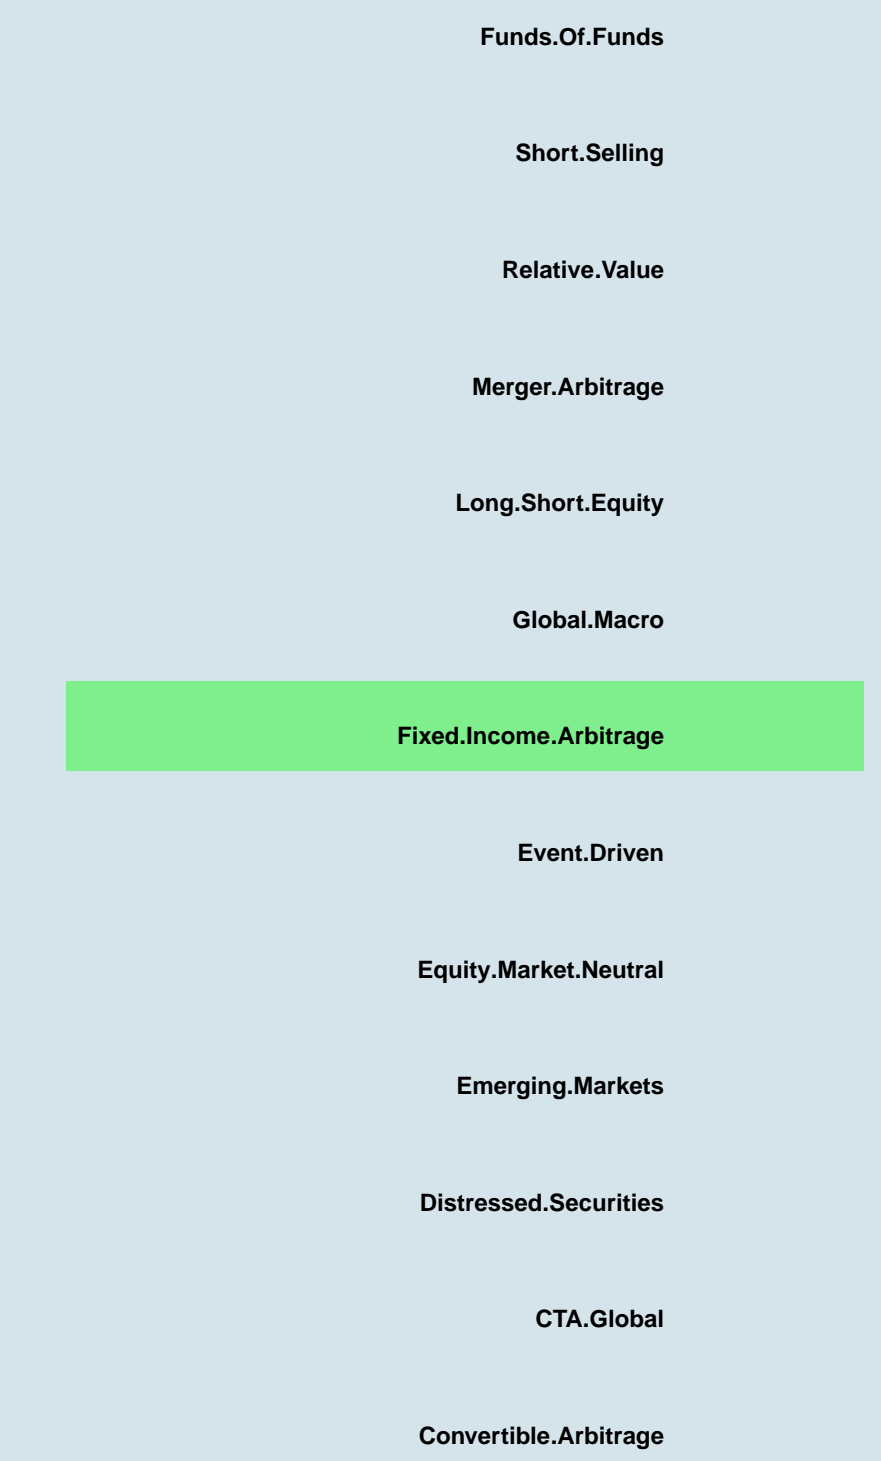 Funds.Of.Funds
Short.Selling
Relative.Value
Merger.Arbitrage
Long.Short.Equity
Global.Macro
Fixed.Income.Arbitrage
Event.Driven
Equity.Market.Neutral
Emerging.Markets
Distressed.Securities
CTA.Global
Convertible.Arbitrage